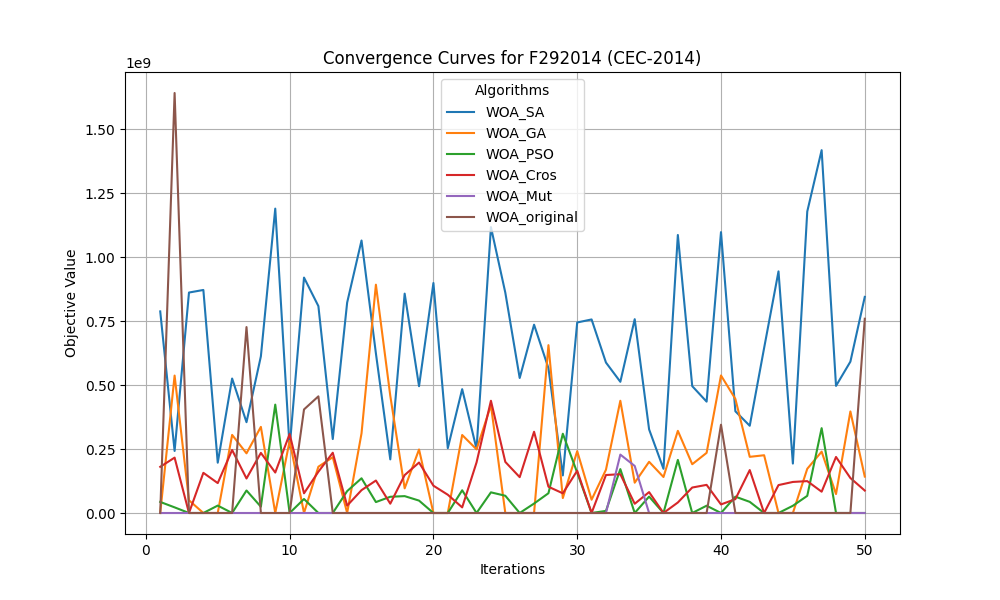 Convergence Curves for F292014 (CEC-2014)
1e9
Algorithms
WOA_SA
WOA_GA
WOA_PSO
WOA_Cros
WOA_Mut
WOA_original
1.50
1.25
1.00
0.75
0.50
0.25
0.00
Objective Value
0 10 20 30 40 50
Iterations